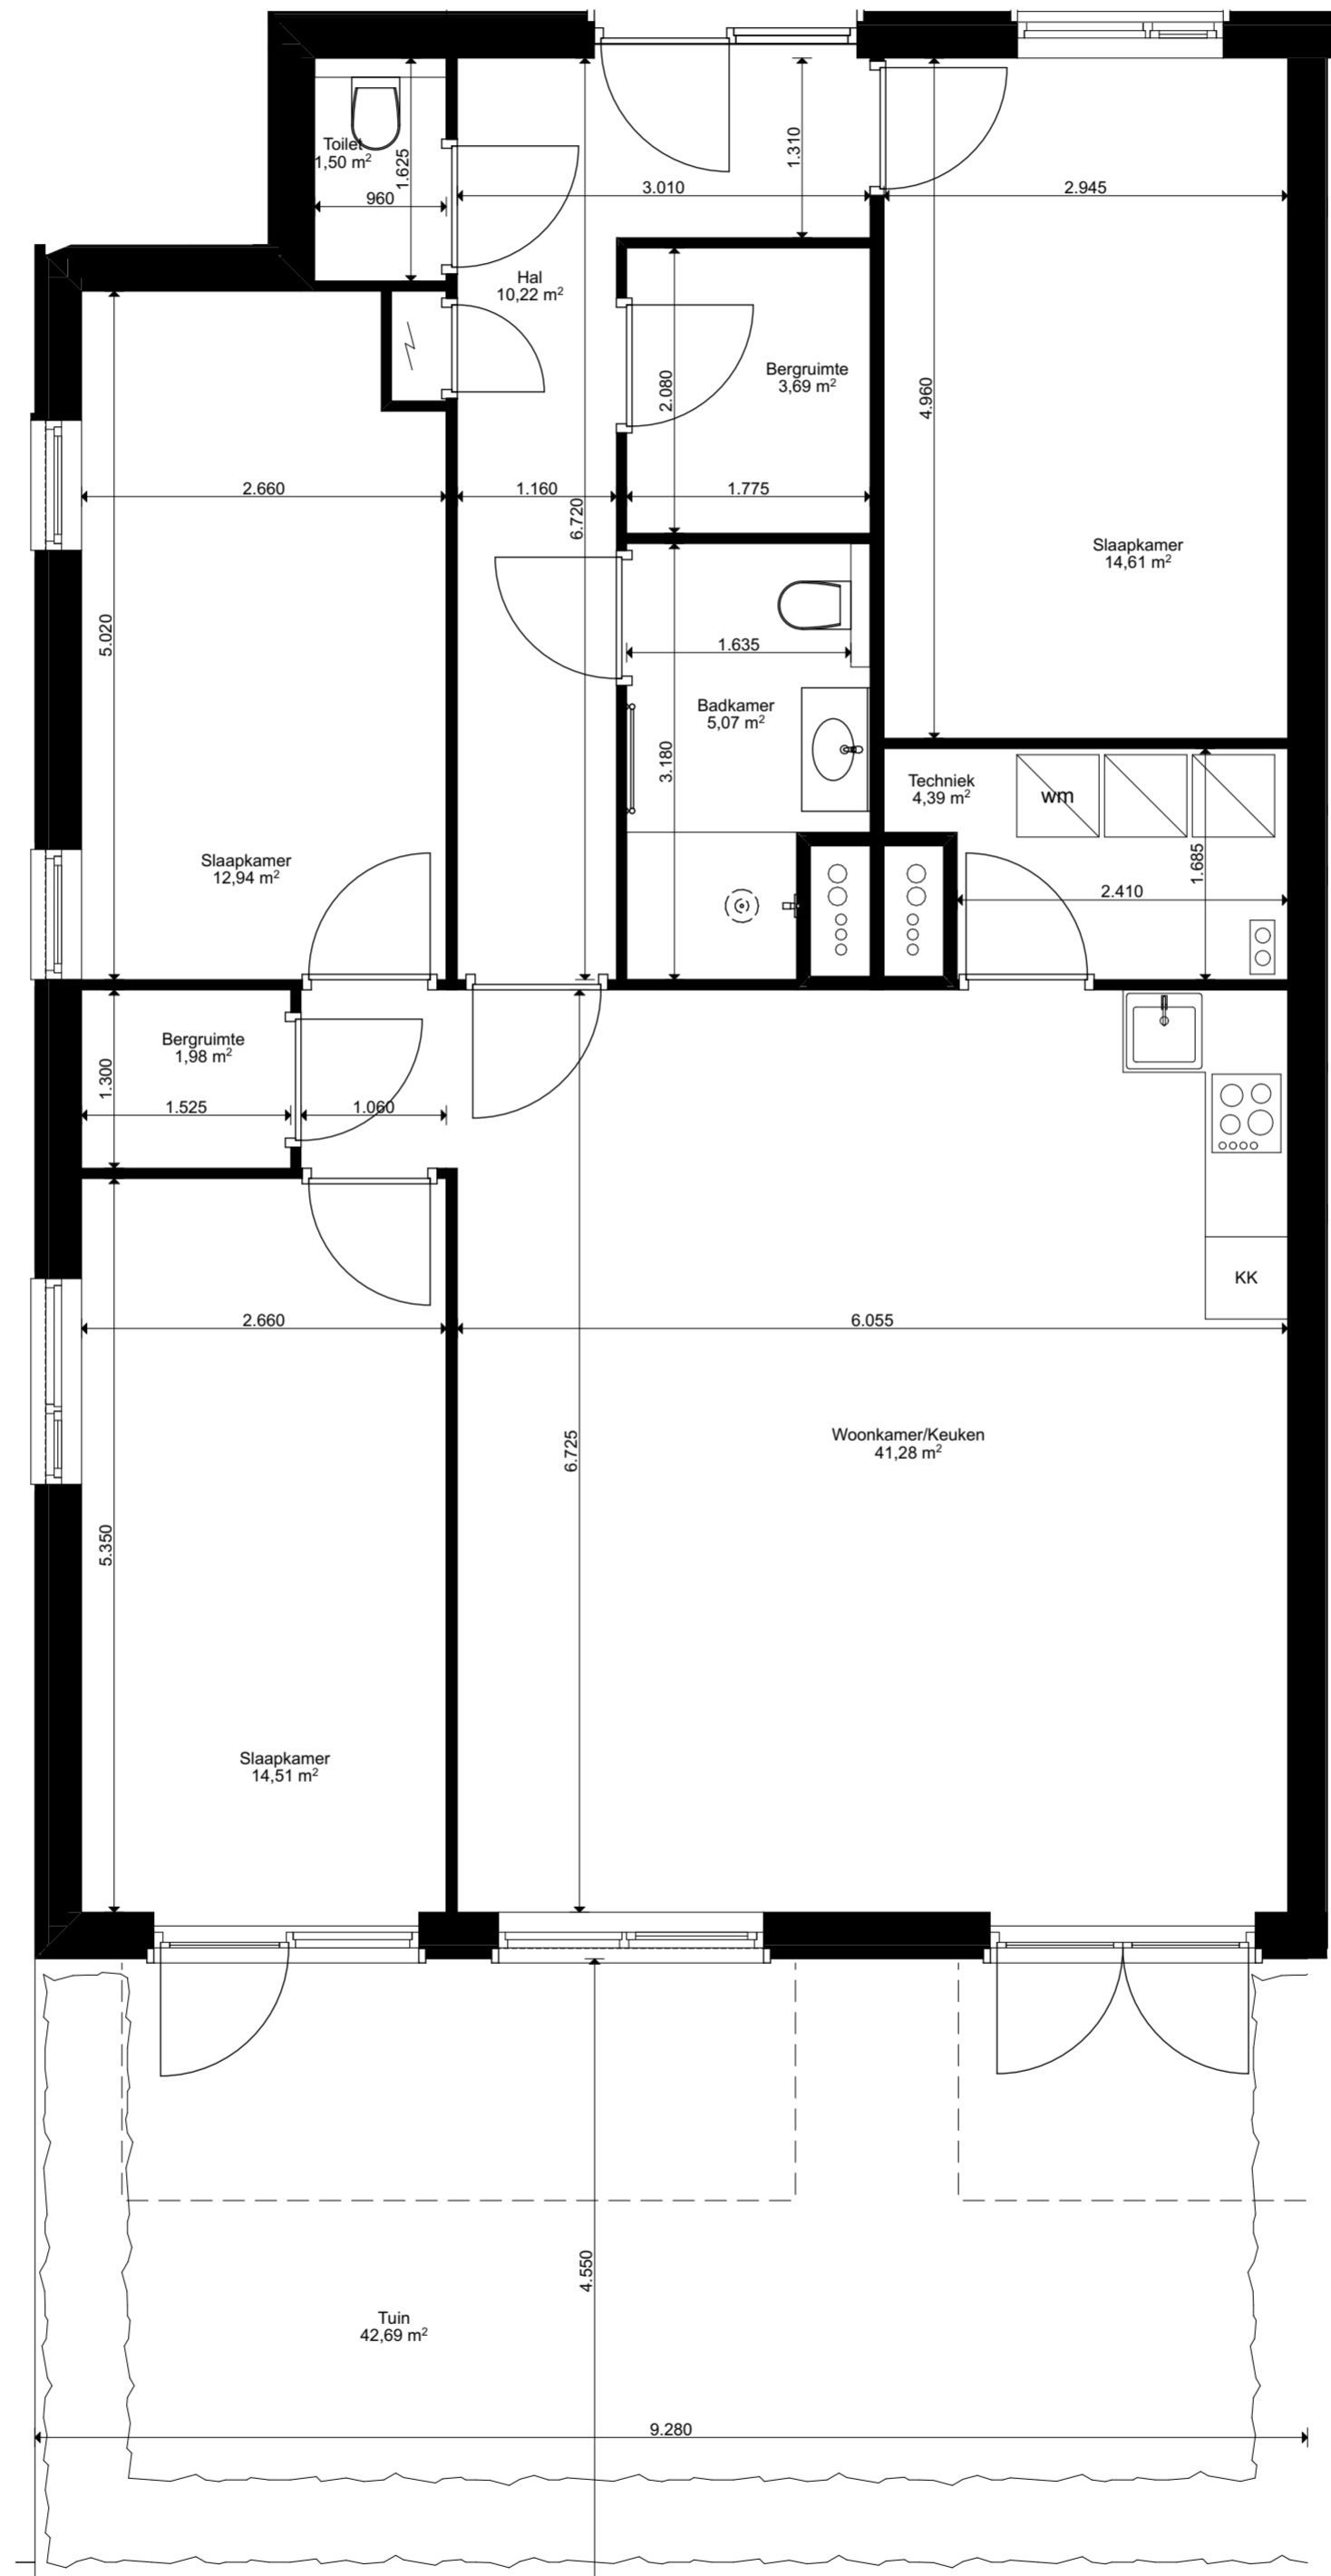 Toilet
1,50 m²
1.625
960
3.010
1.310
2.945
Hal
10,22 m²
Bergruimte
3,69 m²
2.080
4.960
2.660
1.160
6.720
1.775
Slaapkamer
14,61 m²
5.020
1.635
Badkamer
5,07 m²
3.180
Techniek
4,39 m²
wm
1.685
2.410
Slaapkamer
12,94 m²
Bergruimte
1,98 m²
1.300
1.525
1.060
KK
2.660
6.055
Woonkamer/Keuken
41,28 m²
6.725
5.350
Slaapkamer
14,51 m²
4.550
Tuin
42,69 m²
9.280